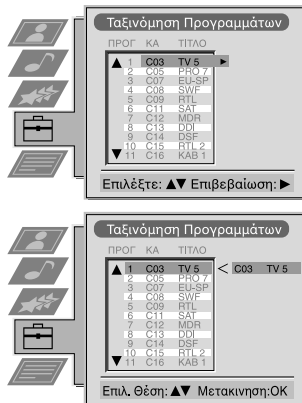 Ταξινόμηση Προγραμμάτων
ΠΡΟΓ ΚΑ ΤΙΤΛΟ
▲ 1 C03 TV 5 ►
2 C05 PRO 7
3 C07 EU-SP
4 C08 SWF
5 C09 RTL
6 C11 SAT
7 C12 MDR
8 C13 DDI
9 C14 DSF
10 C15 RTL 2
▼ 11 C16 KAB 1
Επιλέξτε: ▲▼ Επιβεβαίωση: ►
Ταξινόμηση Προγραμμάτων
ΠΡΟΓ ΚΑ ΤΙΤΛΟ
▲ 1 C03 TV 5 < C03 TV 5
2 C05 PRO 7
3 C07 EU-SP
4 C08 SWF
5 C09 RTL
6 C11 SAT
7 C12 MDR
8 C13 DDI
9 C14 DSF
10 C15 RTL 2
▼ 11 C16 KAB 1
Επιλ. Θέση: ▲▼ Μετακινηση:OK